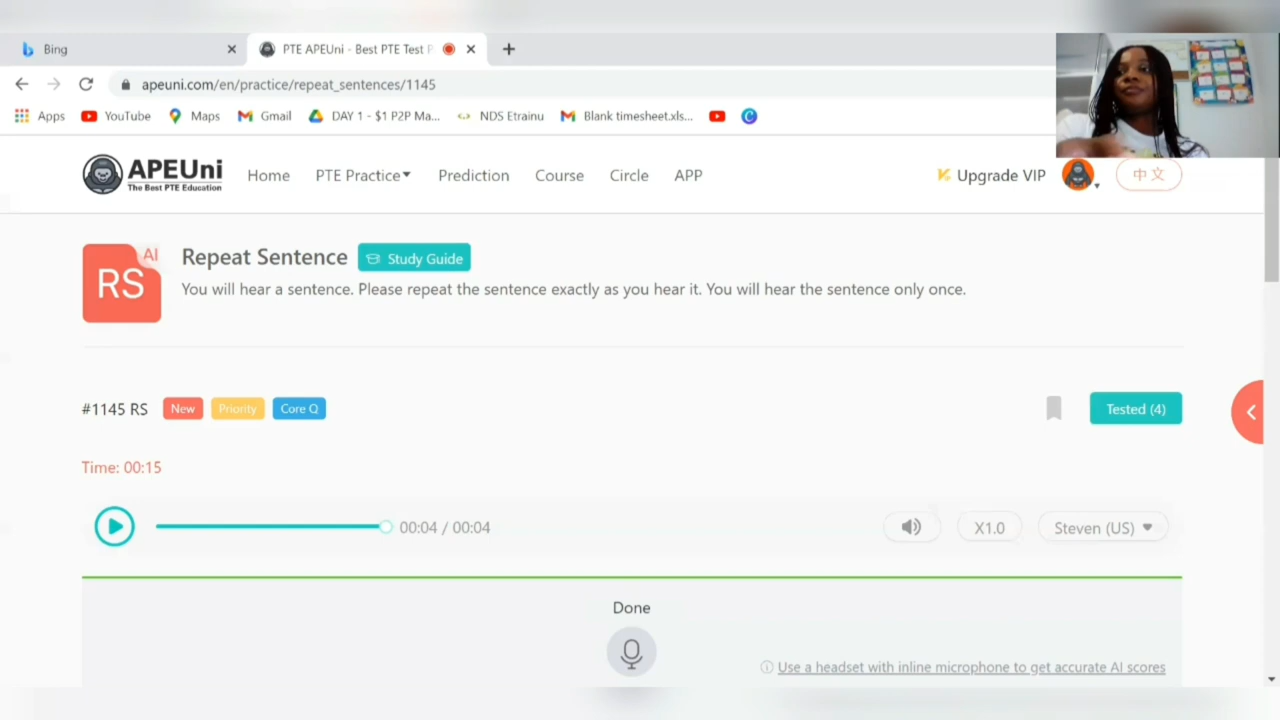 Bing
PTE APEUni - Best PTE Test P
apeuni.com/en/practice/repeat_sentences/1145
Apps YouTube Maps Gmail DAY 1 - $1 P2P Ma... NDS Etrainu Blank timesheet.xls...
APEUni
The Best PTE Education
Home PTE Practice Prediction Course Circle APP Upgrade VIP 中文
RS AI
Repeat Sentence Study Guide
You will hear a sentence. Please repeat the sentence exactly as you hear it. You will hear the sentence only once.
#1145 RS New Priority Core Q Tested (4)
Time: 00:15
00:04 / 00:04 X1.0 Steven (US)
Done
Use a headset with inline microphone to get accurate AI scores